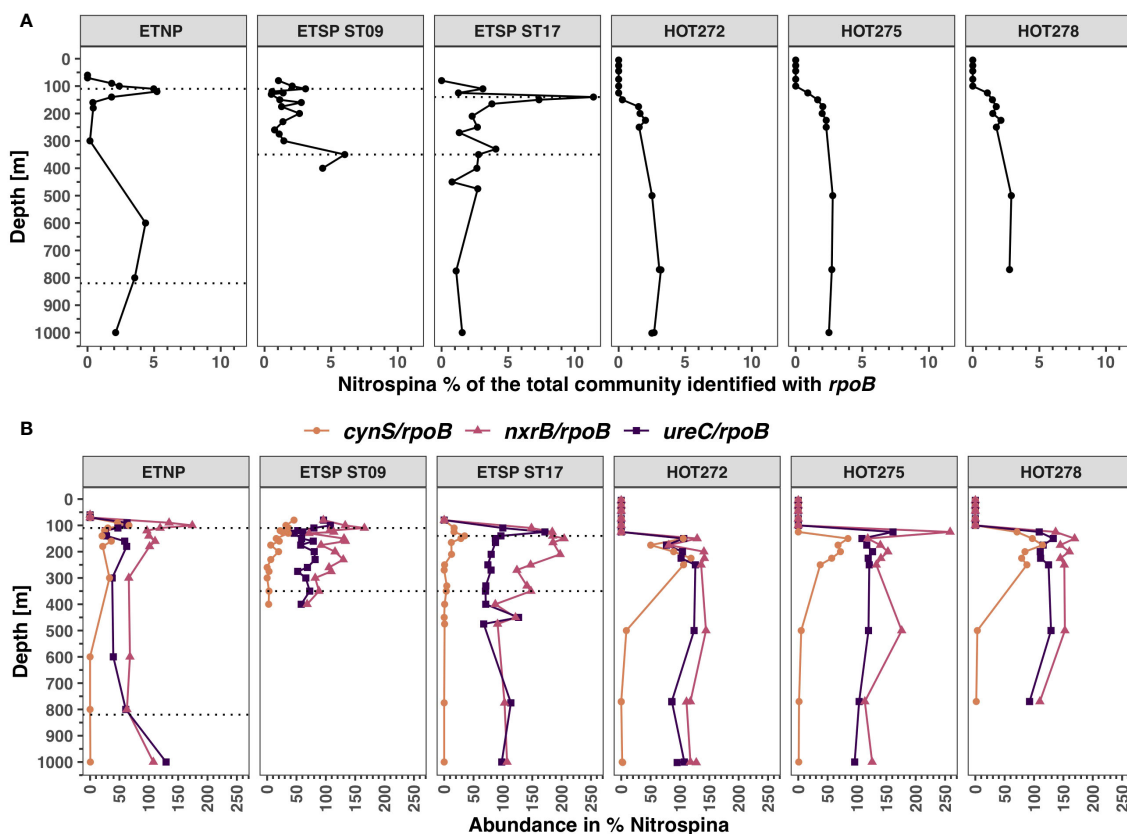 A
ETNP ETSP ST09 ETSP ST17 HOT272 HOT275 HOT278
Depth [m]
0
100
200
300
400
500
600
700
800
900
1000
0 5 10 0 5 10 0 5 10 0 5 10 0 5 10 0 5 10
Nitrospina % of the total community identified with rpoB
B
cynS/rpoB nxrB/rpoB ureC/rpoB
ETNP ETSP ST09 ETSP ST17 HOT272 HOT275 HOT278
Depth [m]
0
100
200
300
400
500
600
700
800
900
1000
0 50 100 150 200 250 0 50 100 150 200 250 0 50 100 150 200 250 0 50 100 150 200 250 0 50 100 150 200 250 0 50 100 150 200 250
Abundance in % Nitrospina